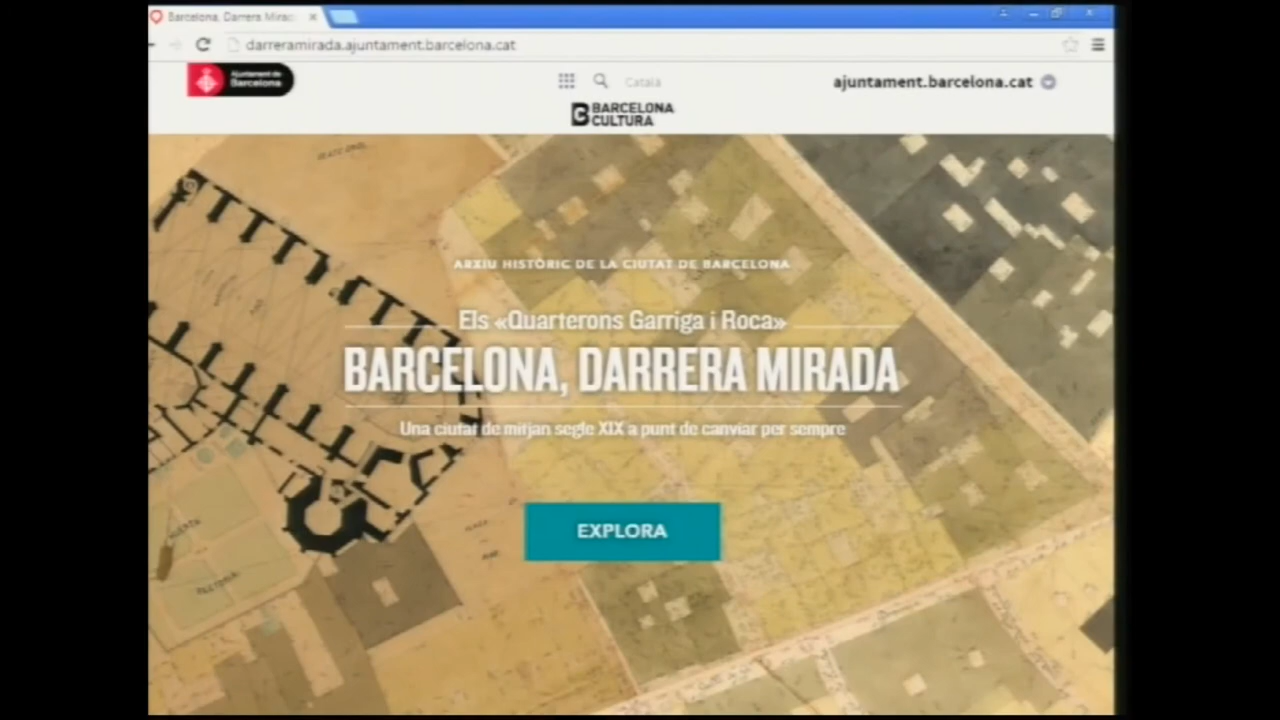 Barcelona, Darrera Mirad
darreramirada.ajuntament.barcelona.cat
Ajuntament de
Barcelona
Català
ajuntament.barcelona.cat
BARCELONA
CULTURA
ARXIU HISTÒRIC DE LA CIUTAT DE BARCELONA
Els «Quarterons Garriga i Roca»
BARCELONA, DARRERA MIRADA
Una ciutat de mitjan segle XIX a punt de canviar per sempre
EXPLORA